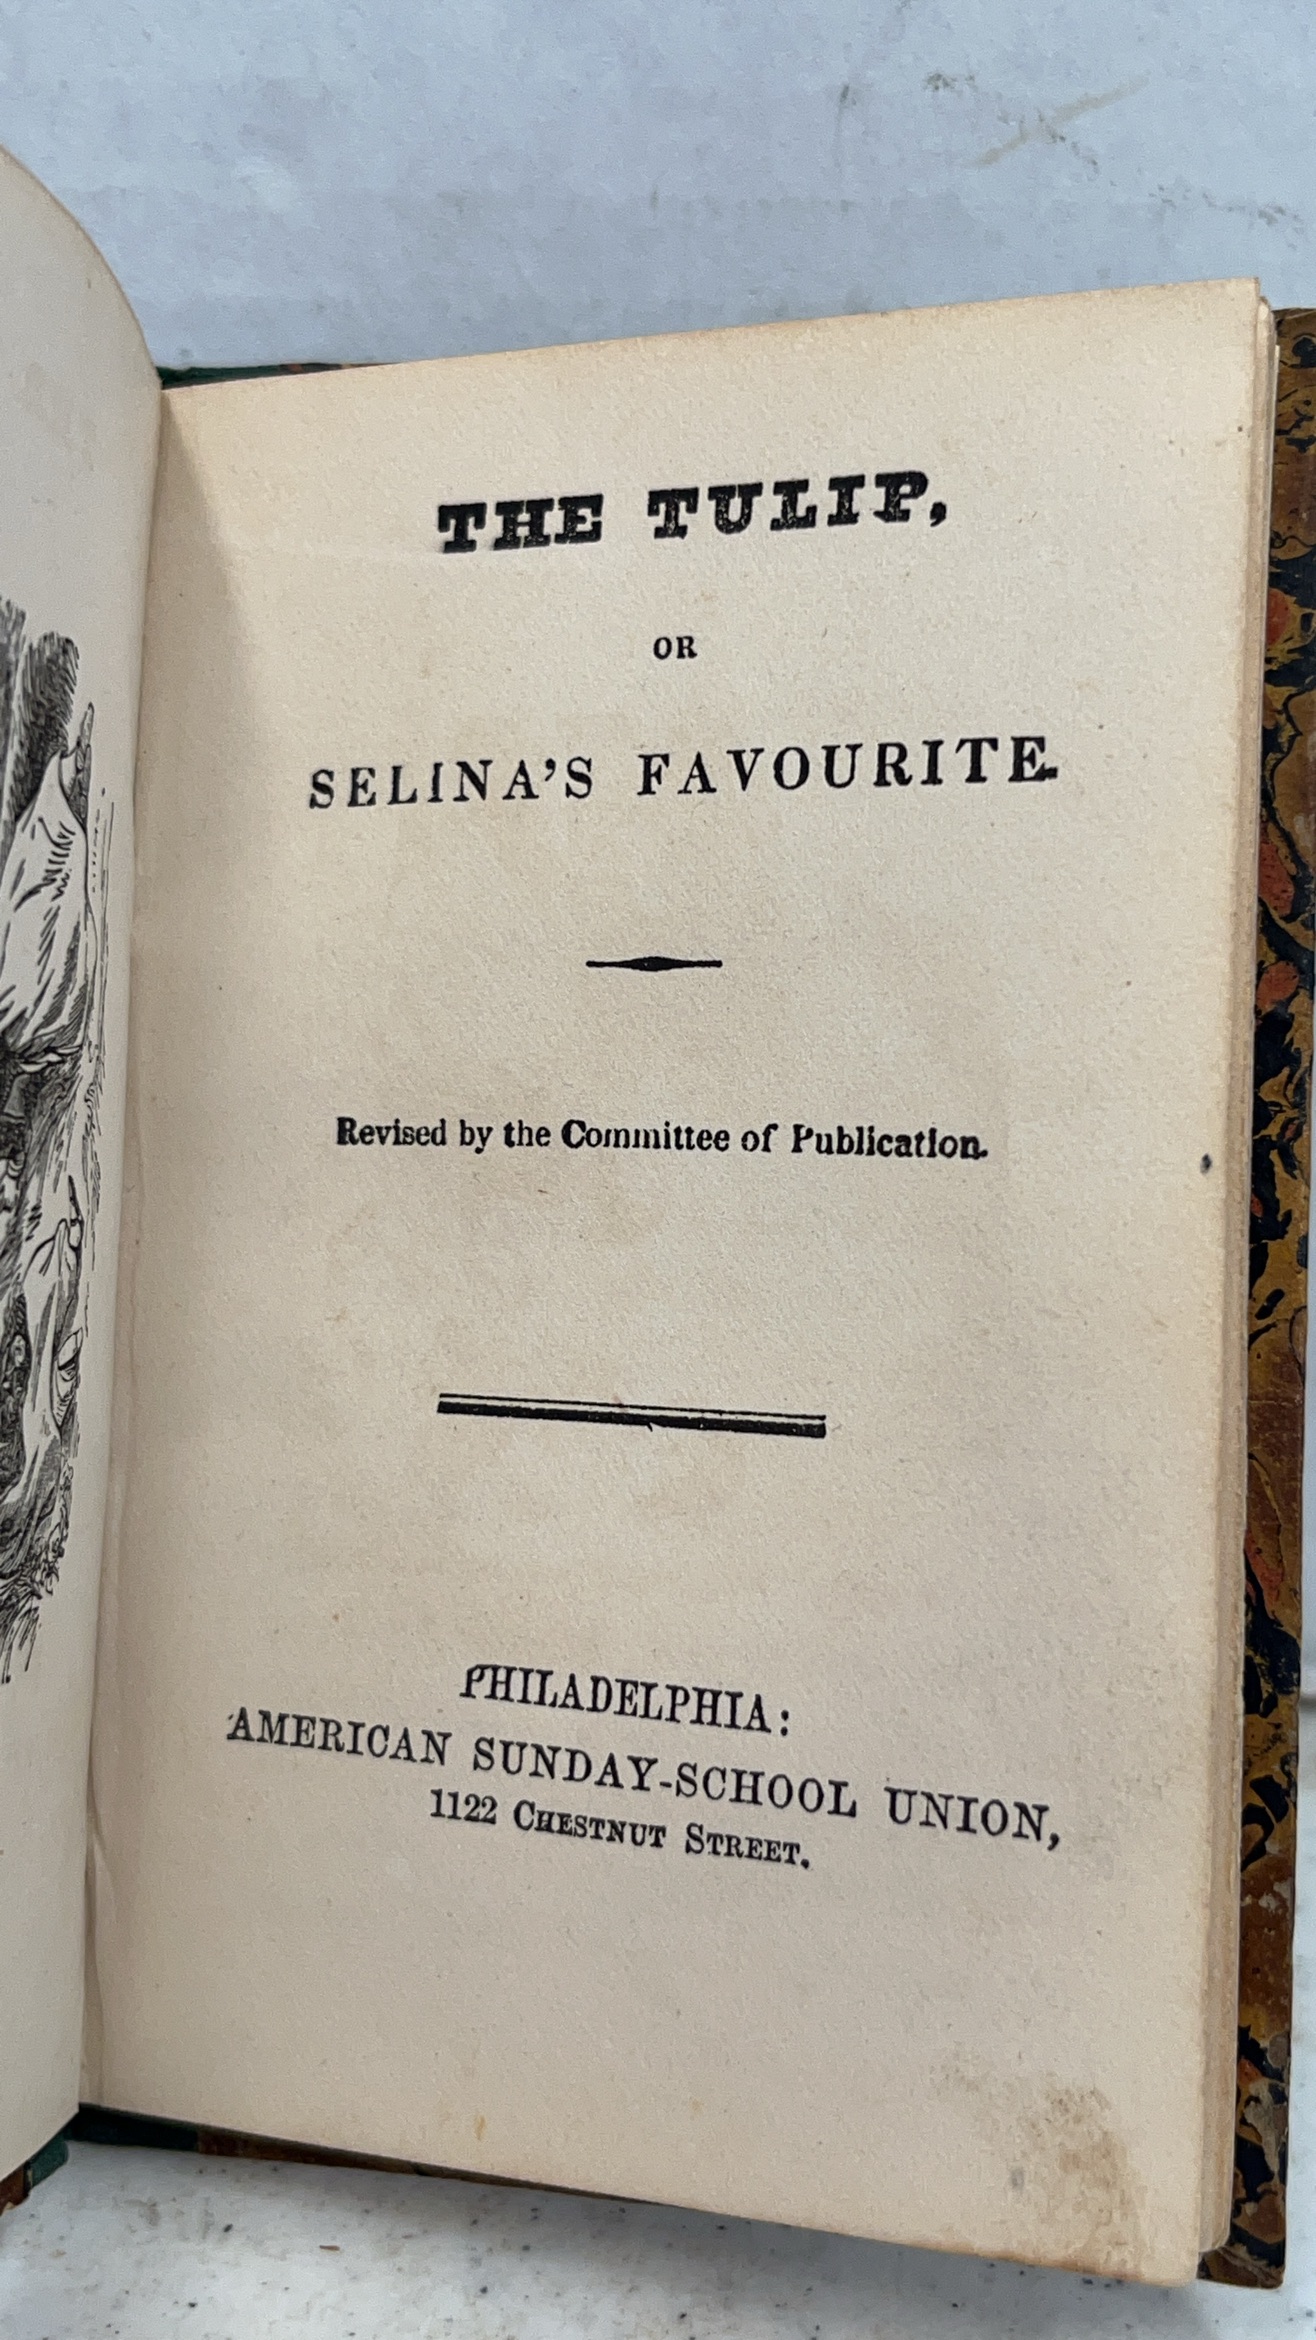 THE TULIP,
OR
SELINA'S FAVOURITE.
Revised by the Committee of Publication.
PHILADELPHIA:
AMERICAN SUNDAY-SCHOOL UNION,
1122 CHESTNUT STREET.